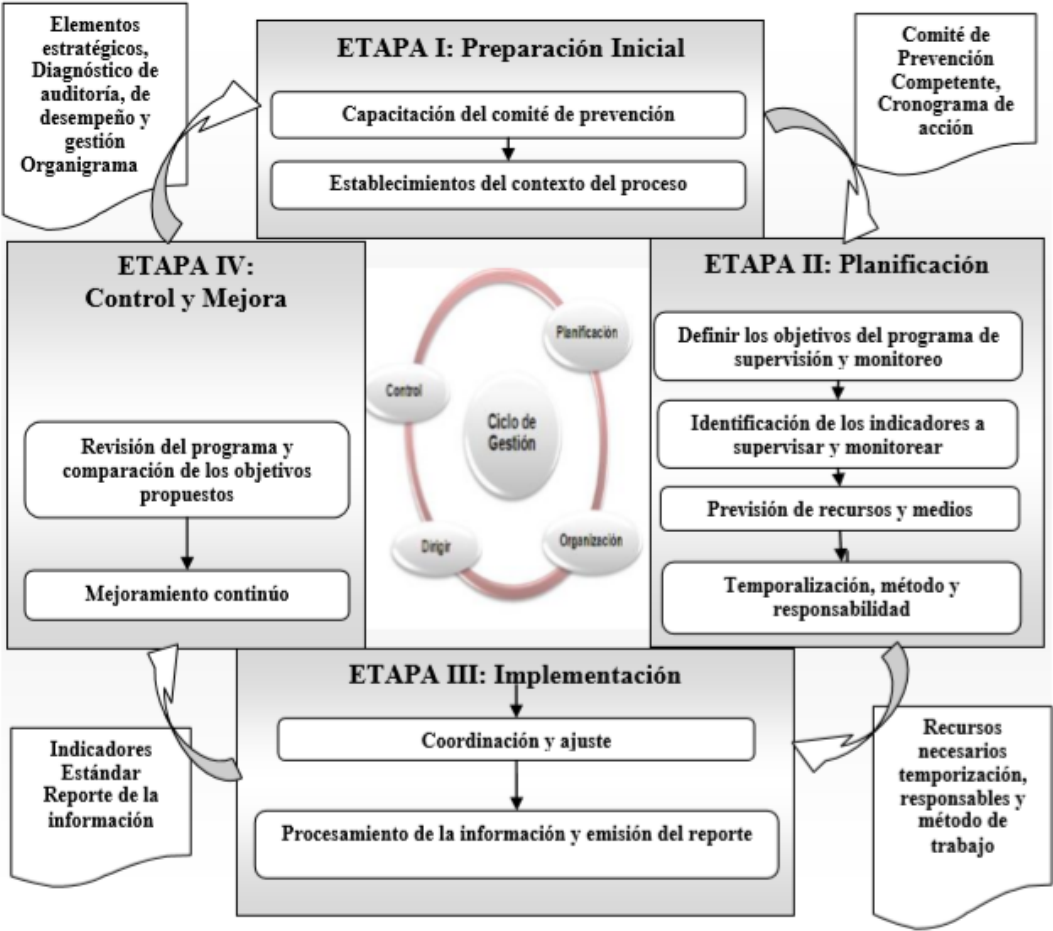 Elementos
estratégicos,
Diagnóstico de
auditoría, de
desempeño y
gestión
Organigrama
ETAPA I: Preparación Inicial
Capacitación del comité de prevención
Establecimientos del contexto del proceso
Comité de
Prevención
Competente,
Cronograma de
acción
ETAPA IV:
Control y Mejora
Revisión del programa y
comparación de los objetivos
propuestos
Mejoramiento continúo
Planificación
Control
Ciclo de
Gestión
Dirigir
Organización
ETAPA II: Planificación
Definir los objetivos del programa de
supervisión y monitoreo
Identificación de los indicadores a
supervisar y monitorear
Previsión de recursos y medios
Temporalización, método y
responsabilidad
ETAPA III: Implementación
Coordinación y ajuste
Procesamiento de la información y emisión del reporte
Indicadores
Estándar
Reporte de la
información
Recursos
necesarios
temporización,
responsables y
método de
trabajo